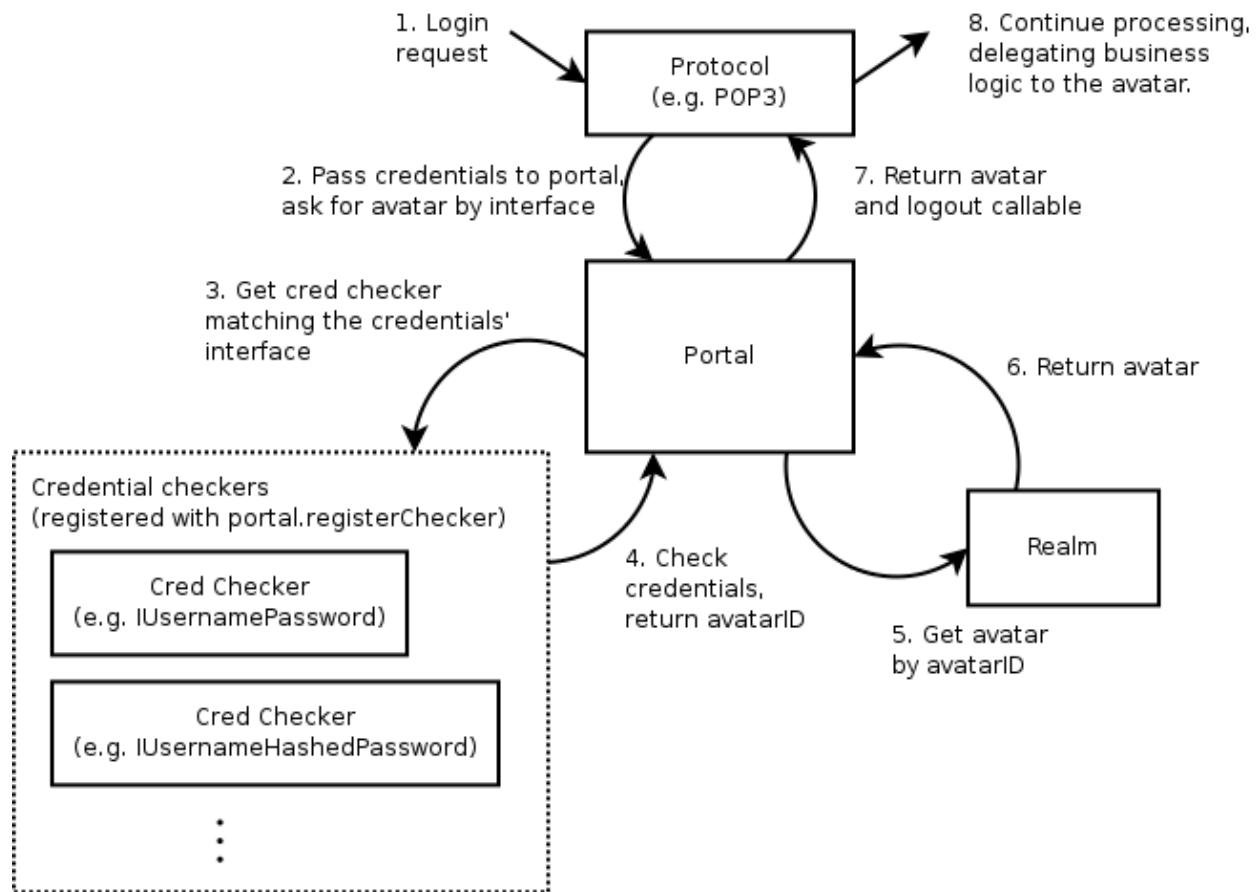 1. Login
request
Protocol
(e.g. POP3)
8. Continue processing,
delegating business
logic to the avatar.
2. Pass credentials to portal,
ask for avatar by interface
7. Return avatar
and logout callable
3. Get cred checker
matching the credentials'
interface
Portal
6. Return avatar
Credential checkers
(registered with portal.registerChecker)
Cred Checker
(e.g. IUsernamePassword)
Cred Checker
(e.g. IUsernameHashedPassword)
4. Check
credentials,
return avatarID
Realm
5. Get avatar
by avatarID